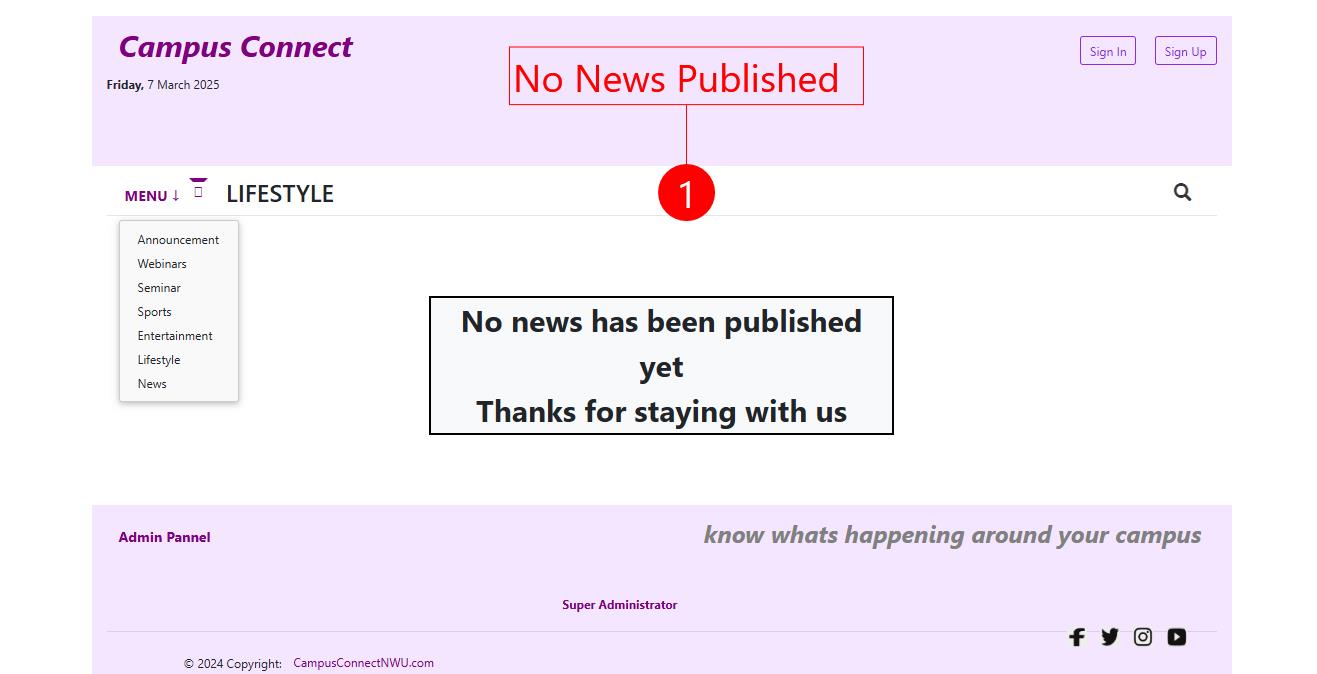 Campus Connect
Friday, 7 March 2025
No News Published
Sign In
Sign Up
1
MENU ↓
LIFESTYLE
Announcement
Webinars
Seminar
Sports
Entertainment
Lifestyle
News
No news has been published
yet
Thanks for staying with us
Admin Pannel
know whats happening around your campus
Super Administrator
© 2024 Copyright: CampusConnectNWU.com